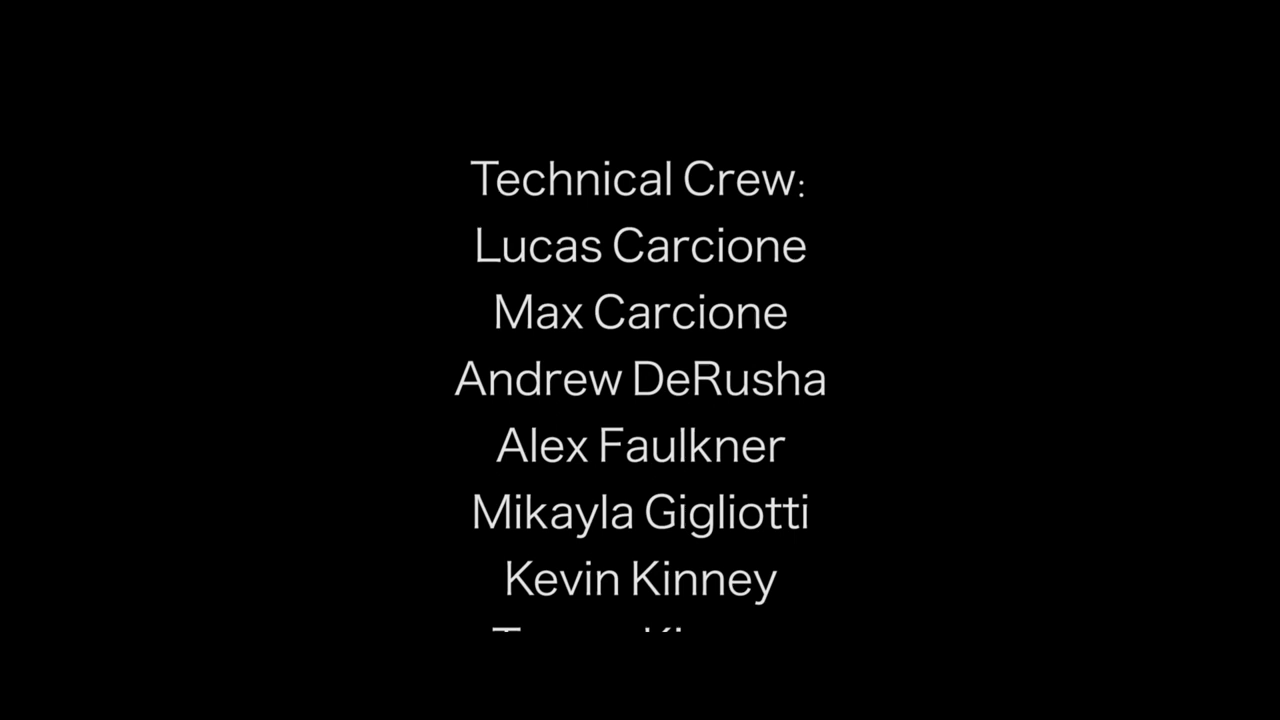 Technical Crew:
Lucas Carcione
Max Carcione
Andrew DeRusha
Alex Faulkner
Mikayla Gigliotti
Kevin Kinney